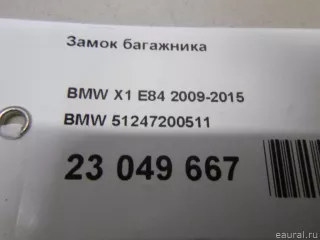 Замок багажника
BMW X1 E84 2009-2015
BMW 51247200511
23 049 667
eaural.ru